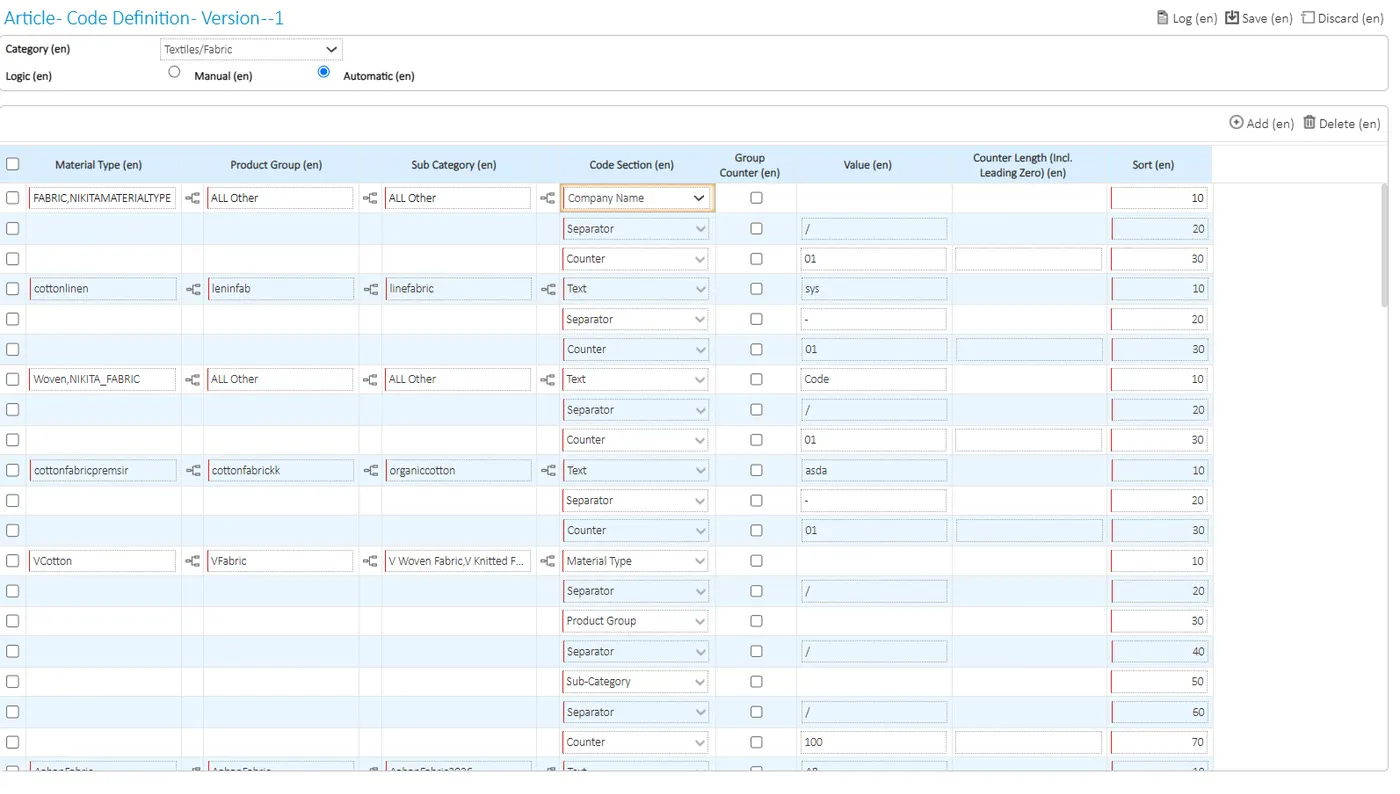 Article- Code Definition- Version--1
Log (en) Save (en) Discard (en)
Category (en) Textiles/Fabric
Logic (en) Manual (en) Automatic (en)
Add (en) Delete (en)
Material Type (en) Product Group (en) Sub Category (en) Code Section (en) Group Counter (en) Value (en) Counter Length (Incl. Leading Zero) (en) Sort (en)
FABRIC,NIKITAMATERIALTYPE ALL Other ALL Other Company Name 10
Separator / 20
Counter 01 30
cottonlinen leninfab linefabric Text sys 10
Separator - 20
Counter 01 30
Woven,NIKITA_FABRIC ALL Other ALL Other Text Code 10
Separator / 20
Counter 01 30
cottonfabricpremsir cottonfabrickk organiccotton Text asda 10
Separator - 20
Counter 01 30
VCotton VFabric V Woven Fabric,V Knitted F... Material Type 10
Separator / 20
Product Group 30
Separator / 40
Sub-Category 50
Separator / 60
Counter 100 70